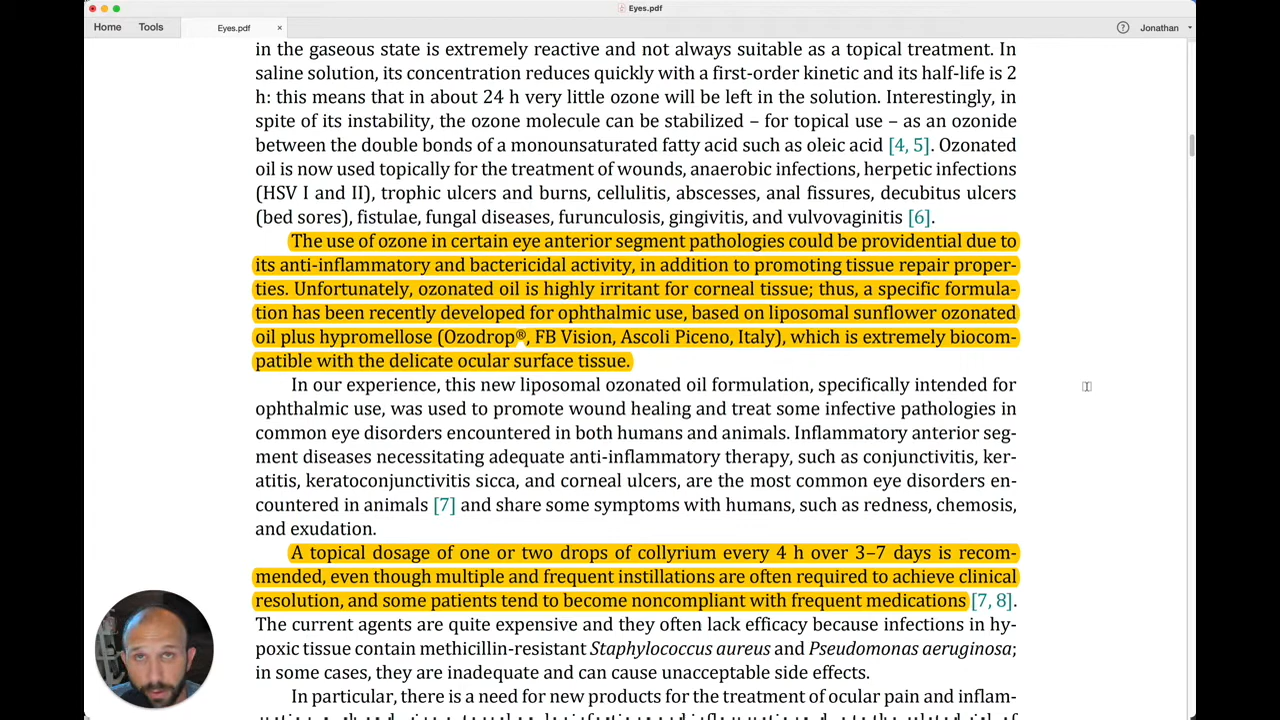 Eyes.pdf
Home Tools Eyes.pdf × Jonathan
in the gaseous state is extremely reactive and not always suitable as a topical treatment. In
saline solution, its concentration reduces quickly with a first-order kinetic and its half-life is 2
h: this means that in about 24 h very little ozone will be left in the solution. Interestingly, in
spite of its instability, the ozone molecule can be stabilized – for topical use – as an ozonide
between the double bonds of a monounsaturated fatty acid such as oleic acid [4, 5]. Ozonated
oil is now used topically for the treatment of wounds, anaerobic infections, herpetic infections
(HSV I and II), trophic ulcers and burns, cellulitis, abscesses, anal fissures, decubitus ulcers
(bed sores), fistulae, fungal diseases, furunculosis, gingivitis, and vulvovaginitis [6].
The use of ozone in certain eye anterior segment pathologies could be providential due to
its anti-inflammatory and bactericidal activity, in addition to promoting tissue repair proper-
ties. Unfortunately, ozonated oil is highly irritant for corneal tissue; thus, a specific formula-
tion has been recently developed for ophthalmic use, based on liposomal sunflower ozonated
oil plus hypromellose (Ozodrop®, FB Vision, Ascoli Piceno, Italy), which is extremely biocom-
patible with the delicate ocular surface tissue.
In our experience, this new liposomal ozonated oil formulation, specifically intended for
ophthalmic use, was used to promote wound healing and treat some infective pathologies in
common eye disorders encountered in both humans and animals. Inflammatory anterior seg-
ment diseases necessitating adequate anti-inflammatory therapy, such as conjunctivitis, ker-
atitis, keratoconjunctivitis sicca, and corneal ulcers, are the most common eye disorders en-
countered in animals [7] and share some symptoms with humans, such as redness, chemosis,
and exudation.
A topical dosage of one or two drops of collyrium every 4 h over 3–7 days is recom-
mended, even though multiple and frequent instillations are often required to achieve clinical
resolution, and some patients tend to become noncompliant with frequent medications [7, 8].
The current agents are quite expensive and they often lack efficacy because infections in hy-
poxic tissue contain methicillin-resistant Staphylococcus aureus and Pseudomonas aeruginosa;
in some cases, they are inadequate and can cause unacceptable side effects.
In particular, there is a need for new products for the treatment of ocular pain and inflam-